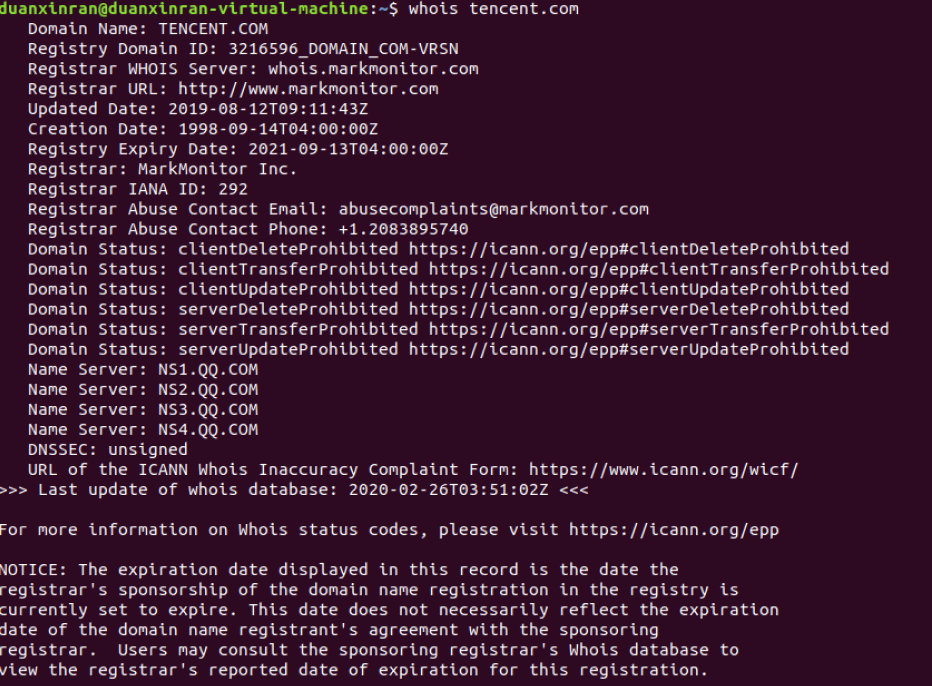 duanxinran@duanxinran-virtual-machine:~$ whois tencent.com
Domain Name: TENCENT.COM
Registry Domain ID: 3216596_DOMAIN_COM-VRSN
Registrar WHOIS Server: whois.markmonitor.com
Registrar URL: http://www.markmonitor.com
Updated Date: 2019-08-12T09:11:43Z
Creation Date: 1998-09-14T04:00:00Z
Registry Expiry Date: 2021-09-13T04:00:00Z
Registrar: MarkMonitor Inc.
Registrar IANA ID: 292
Registrar Abuse Contact Email: abusecomplaints@markmonitor.com
Registrar Abuse Contact Phone: +1.2083895740
Domain Status: clientDeleteProhibited https://icann.org/epp#clientDeleteProhibited
Domain Status: clientTransferProhibited https://icann.org/epp#clientTransferProhibited
Domain Status: clientUpdateProhibited https://icann.org/epp#clientUpdateProhibited
Domain Status: serverDeleteProhibited https://icann.org/epp#serverDeleteProhibited
Domain Status: serverTransferProhibited https://icann.org/epp#serverTransferProhibited
Domain Status: serverUpdateProhibited https://icann.org/epp#serverUpdateProhibited
Name Server: NS1.QQ.COM
Name Server: NS2.QQ.COM
Name Server: NS3.QQ.COM
Name Server: NS4.QQ.COM
DNSSEC: unsigned
URL of the ICANN Whois Inaccuracy Complaint Form: https://www.icann.org/wicf/
>>> Last update of whois database: 2020-02-26T03:51:02Z <<<
For more information on Whois status codes, please visit https://icann.org/epp
NOTICE: The expiration date displayed in this record is the date the
registrar's sponsorship of the domain name registration in the registry is
currently set to expire. This date does not necessarily reflect the expiration
date of the domain name registrant's agreement with the sponsoring
registrar.  Users may consult the sponsoring registrar's Whois database to
view the registrar's reported date of expiration for this registration.